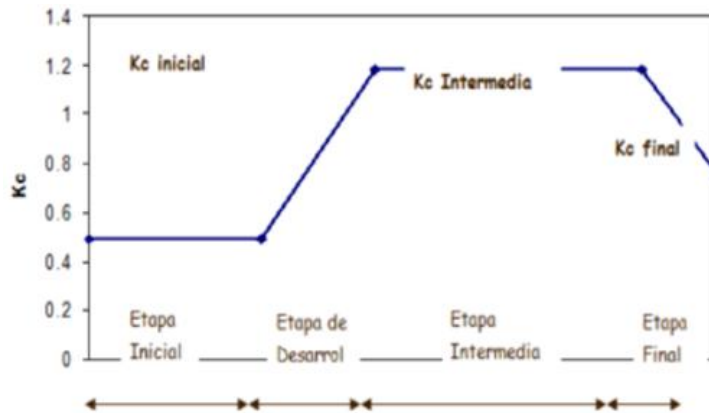 1.4
1.2
1
0.8
0.6
0.4
0.2
0
Kc
Kc inicial
Kc Intermedia
Kc final
Etapa
Inicial
Etapa de
Desarrol
Etapa
Intermedia
Etapa
Final